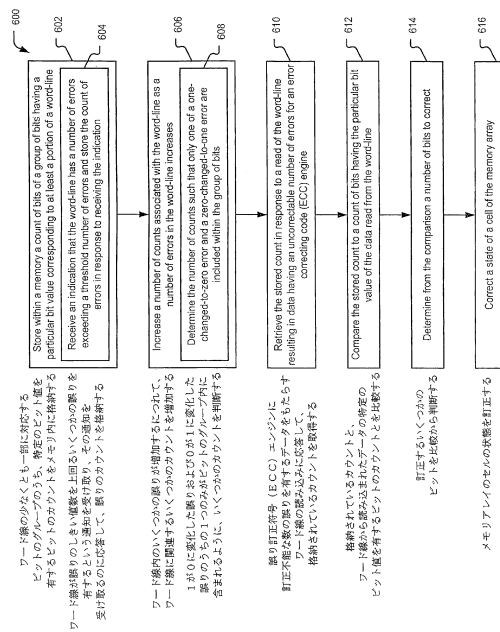 600
602
Store within a memory a count of bits of a group of bits having a
particular bit value corresponding to at least a portion of a word-line
604
Receive an indication that the word-line has a number of errors
exceeding a threshold number of errors and store the count of
errors in response to receiving the indication
606
Increase a number of counts associated with the word-line as a
number of errors in the word-line increases
608
Determine the number of counts such that only one of a one-
changed-to-zero error and a zero-changed-to-one error are
included within the group of bits
610
Retrieve the stored count in response to a read of the word-line
resulting in data having an uncorrectable number of errors for an error
correcting code (ECC) engine
612
Compare the stored count to a count of bits having the particular bit
value of the data read from the word-line
614
Determine from the comparison a number of bits to correct
616
Correct a state of a cell of the memory array
ワード線の少なくとも一部に対応する
ビットのグループのうち、特定のビット値を
有するビットのカウントをメモリ内に格納する
ワード線が誤りのしきい値数を上回るいくつかの誤りを
有するという通知を受け取り、その通知を
受け取るのに応答して、誤りのカウントを格納する
ワード線内のいくつかの誤りが増加するにつれて、
ワード線に関連するいくつかのカウントを増加する
1が0に変化した誤りおよび0が1に変化した
誤りのうちの1つのみがビットのグループ内に
含まれるように、いくつかのカウントを判断する
誤り訂正符号(ECC)エンジンに
訂正不能な数の誤りを有するデータをもたらす
ワード線の読み込みに応答して、
格納されているカウントを取得する
格納されているカウントと、
ワード線から読み込まれたデータの特定の
ビット値を有するビットのカウントとを比較する
訂正するいくつかの
ビットを比較から判断する
メモリアレイのセルの状態を訂正する